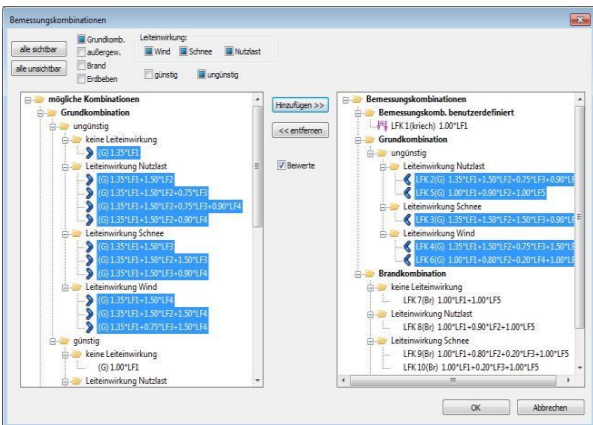 Bemessungskombinationen
alle sichtbar
alle unsichtbar
Grundkomb.
außergew.
Brand
Erdbeben
Leiteinwirkung:
Wind Schnee Nutzlast
günstig ungünstig
mögliche Kombinationen
Grundkombination
ungünstig
keine Leiteinwirkung
(G) 1.35*LF1
Leiteinwirkung Nutzlast
(G) 1.35*LF1+1.50*LF2
(G) 1.35*LF1+1.50*LF2+0.75*LF3
(G) 1.35*LF1+1.50*LF2+0.75*LF3+0.90*LF4
(G) 1.35*LF1+1.50*LF2+0.90*LF4
Leiteinwirkung Schnee
(G) 1.35*LF1+1.50*LF3
(G) 1.35*LF1+1.50*LF2+1.50*LF3
(G) 1.35*LF1+1.50*LF3+0.90*LF4
Leiteinwirkung Wind
(G) 1.35*LF1+1.50*LF4
(G) 1.35*LF1+1.50*LF2+1.50*LF4
(G) 1.35*LF1+0.75*LF3+1.50*LF4
günstig
keine Leiteinwirkung
(G) 1.00*LF1
Leiteinwirkung Nutzlast
Hinzufügen >>
<< entfernen
Beiwerte
Bemessungskombinationen
Bemessungskomb. benutzerdefiniert
LFK 1(kriech) 1.00*LF1
Grundkombination
ungünstig
Leiteinwirkung Nutzlast
LFK 2(G) 1.35*LF1+1.50*LF2+0.75*LF3+0.90*LF
LFK 5(G) 1.00*LF1+0.90*LF2+1.00*LF5
Leiteinwirkung Schnee
LFK 3(G) 1.35*LF1+1.50*LF2+1.50*LF3+0.90*LF
Leiteinwirkung Wind
LFK 4(G) 1.35*LF1+1.50*LF2+0.75*LF3+1.50*LF
LFK 6(G) 1.00*LF1+0.80*LF2+0.20*LF4+1.00*LF
Brandkombination
keine Leiteinwirkung
LFK 7(Br) 1.00*LF1+1.00*LF5
Leiteinwirkung Nutzlast
LFK 8(Br) 1.00*LF1+0.90*LF2+1.00*LF5
Leiteinwirkung Schnee
LFK 9(Br) 1.00*LF1+0.80*LF2+0.20*LF3+1.00*LF5
LFK 10(Br) 1.00*LF1+0.20*LF3+1.00*LF5
OK Abbrechen